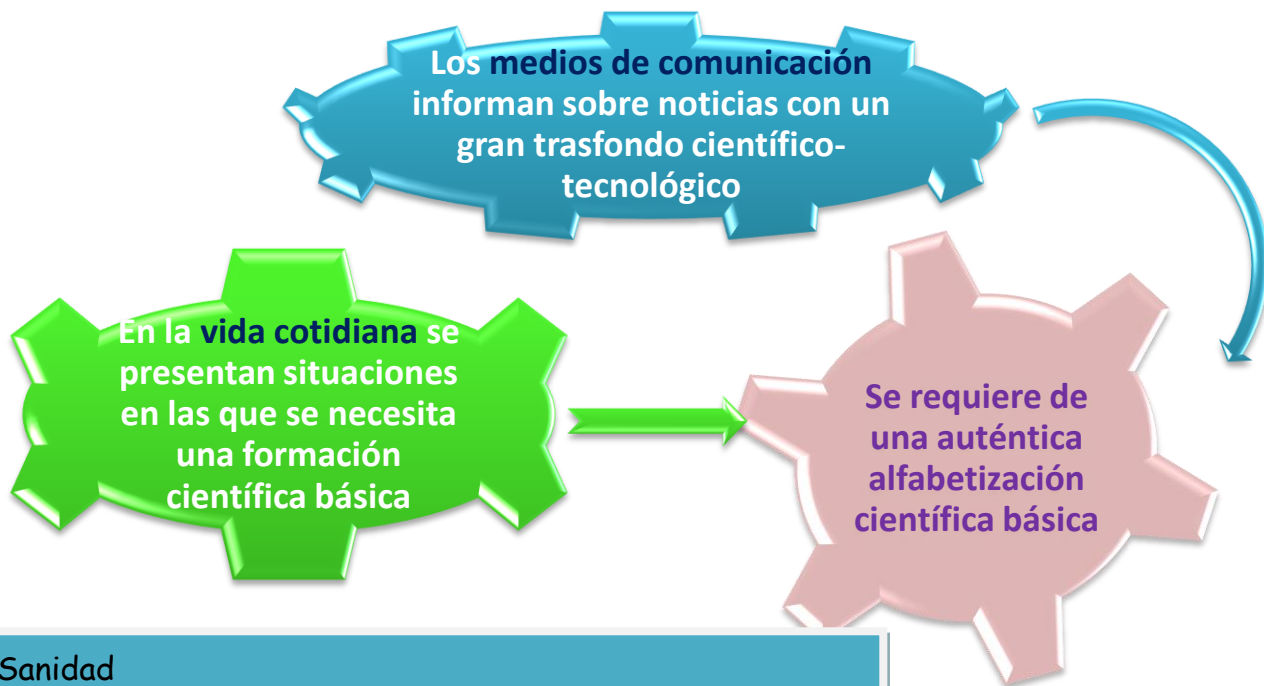 Los medios de comunicación
informan sobre noticias con un
gran trasfondo científico-
tecnológico
En la vida cotidiana se
presentan situaciones
en las que se necesita
una formación
científica básica
Se requiere de
una auténtica
alfabetización
científica básica
Sanidad